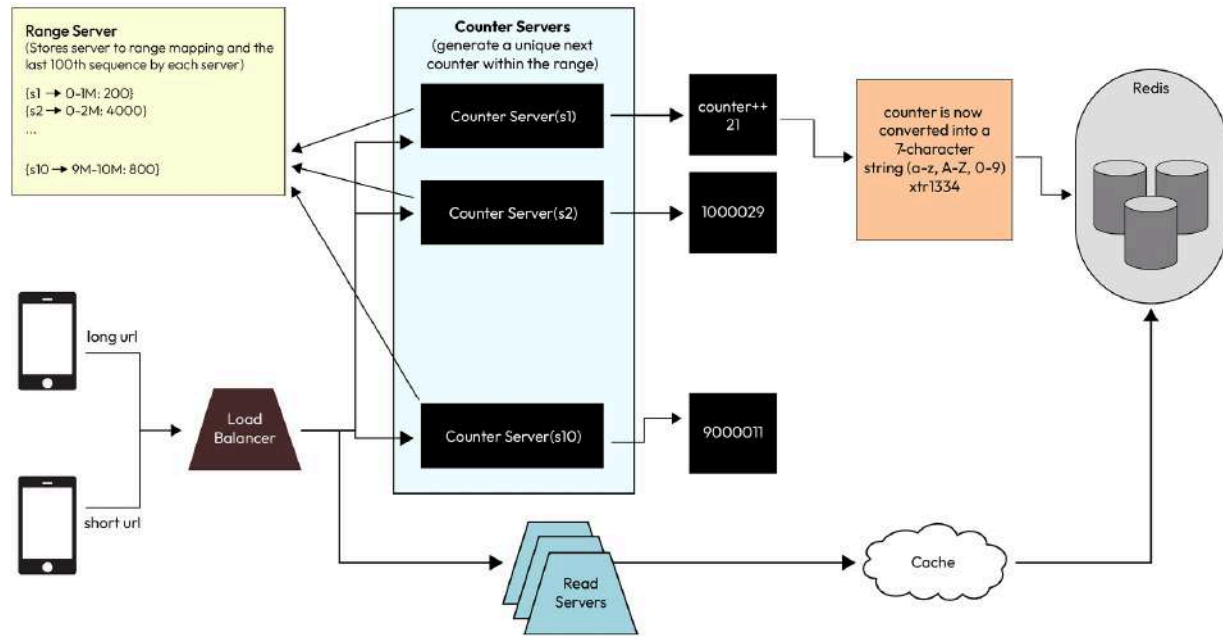 Range Server
(Stores server to range mapping and the
last 100th sequence by each server)
{s1 → 0-1M: 200}
{s2 → 0-2M: 4000}
...
{s10 → 9M-10M: 800}
Counter Servers
(generate a unique next
counter within the range)
Counter Server(s1)
Counter Server(s2)
Counter Server(s10)
counter++
21
1000029
9000011
counter is now
converted into a
7-character
string (a-z, A-Z, 0-9)
xtr1334
Redis
long url
short url
Load
Balancer
Read
Servers
Cache